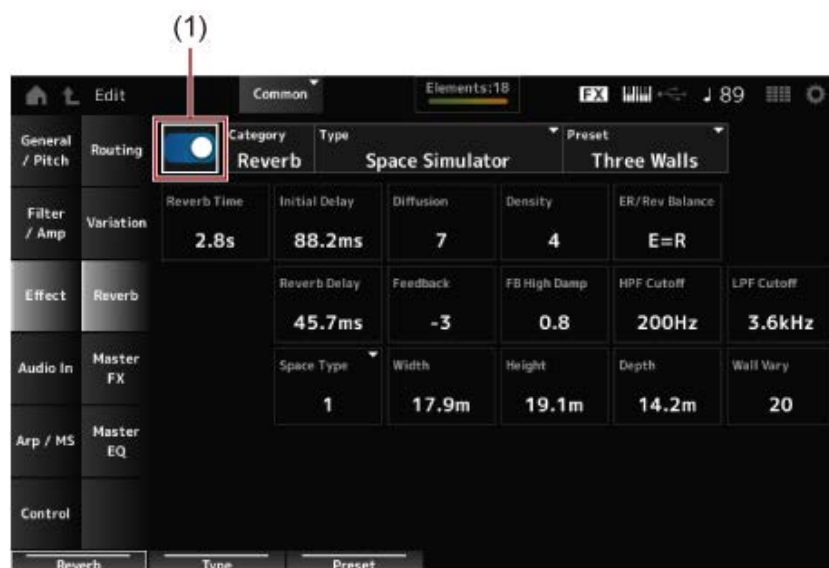 (1)
Edit
Common
Elements:18
FX
♩ 89
General
/ Pitch
Routing
Category
Reverb
Type
Space Simulator
Preset
Three Walls
Filter
/ Amp
Variation
Reverb Time
2.8s
Initial Delay
88.2ms
Diffusion
7
Density
4
ER/Rev Balance
E=R
Effect
Reverb
Reverb Delay
45.7ms
Feedback
-3
FB High Damp
0.8
HPF Cutoff
200Hz
LPF Cutoff
3.6kHz
Audio In
Master
FX
Space Type
1
Width
17.9m
Height
19.1m
Depth
14.2m
Wall Vary
20
Arp / MS
Master
EQ
Control
Reverb
Type
Preset